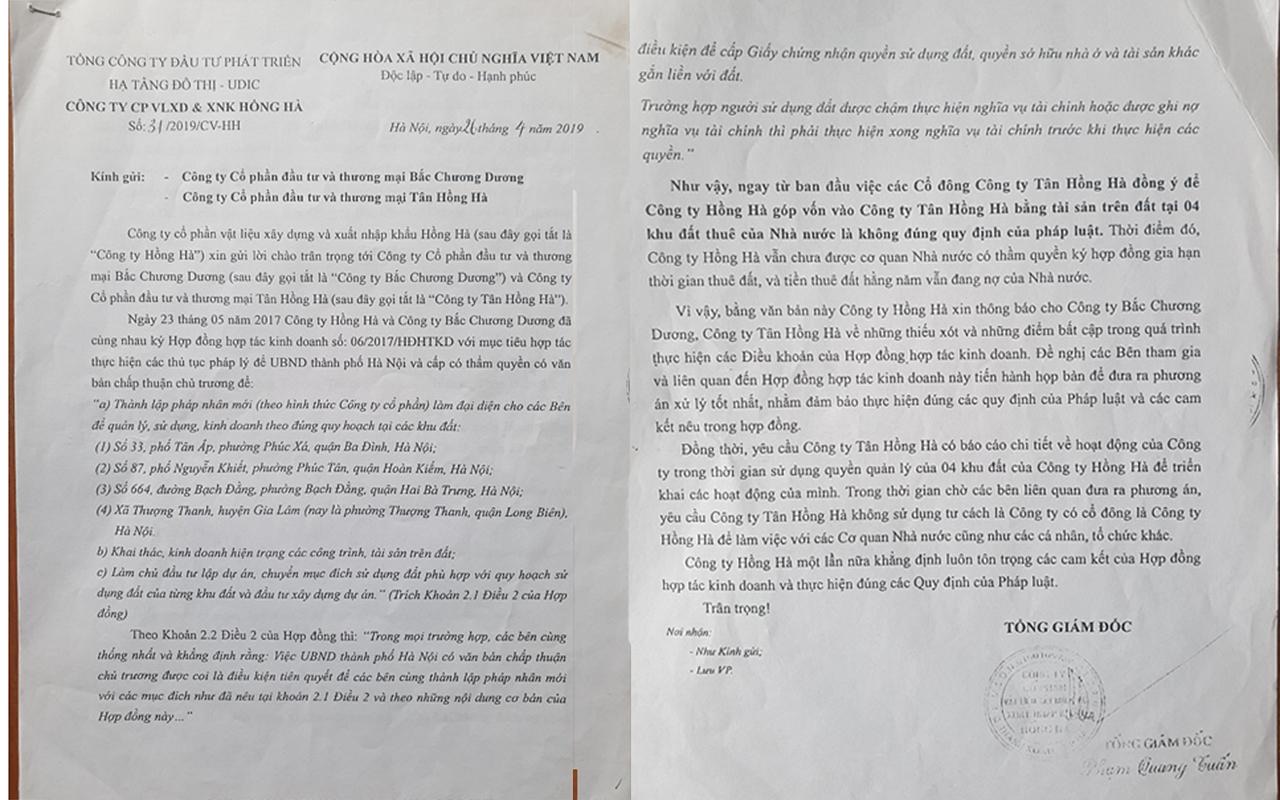 TỔNG CÔNG TY ĐẦU TƯ PHÁT TRIỂN
HẠ TẦNG ĐÔ THỊ - UDIC
CÔNG TY CP VLXD & XNK HỒNG HÀ
Số: 31/2019/CV-HH
CỘNG HÒA XÃ HỘI CHỦ NGHĨA VIỆT NAM
Độc lập - Tự do - Hạnh phúc
Hà Nội, ngày 26 tháng 4 năm 2019
Kính gửi: - Công ty Cổ phần đầu tư và thương mại Bắc Chương Dương
- Công ty Cổ phần đầu tư và thương mại Tân Hồng Hà
Công ty cổ phần vật liệu xây dựng và xuất nhập khẩu Hồng Hà (sau đây gọi tắt là
“Công ty Hồng Hà”) xin gửi lời chào trân trọng tới Công ty Cổ phần đầu tư và thương
mại Bắc Chương Dương (sau đây gọi tắt là “Công ty Bắc Chương Dương”) và Công ty
Cổ phần đầu tư và thương mại Tân Hồng Hà (sau đây gọi tắt là “Công ty Tân Hồng Hà”).
Ngày 23 tháng 05 năm 2017 Công ty Hồng Hà và Công ty Bắc Chương Dương đã
cùng nhau ký Hợp đồng hợp tác kinh doanh số: 06/2017/HĐHTKD với mục tiêu hợp tác
thực hiện các thủ tục pháp lý để UBND thành phố Hà Nội và cấp có thẩm quyền có văn
bản chấp thuận chủ trương để:
“a) Thành lập pháp nhân mới (theo hình thức Công ty cổ phần) làm đại diện cho các Bên
để quản lý, sử dụng, kinh doanh theo đúng quy hoạch tại các khu đất:
(1) Số 33, phố Tân Ấp, phường Phúc Xá, quận Ba Đình, Hà Nội;
(2) Số 87, phố Nguyễn Khiết, phường Phúc Tân, quận Hoàn Kiếm, Hà Nội;
(3) Số 664, đường Bạch Đằng, phường Bạch Đằng, quận Hai Bà Trưng, Hà Nội;
(4) Xã Thượng Thanh, huyện Gia Lâm (nay là phường Thượng Thanh, quận Long Biên),
Hà Nội.
b) Khai thác, kinh doanh hiện trạng các công trình, tài sản trên đất;
c) Làm chủ đầu tư lập dự án, chuyển mục đích sử dụng đất phù hợp với quy hoạch sử
dụng đất của từng khu đất và đầu tư xây dựng dự án.” (Trích Khoản 2.1 Điều 2 của Hợp
đồng)
Theo Khoản 2.2 Điều 2 của Hợp đồng thì: “Trong mọi trường hợp, các bên cùng
thống nhất và khẳng định rằng: Việc UBND thành phố Hà Nội có văn bản chấp thuận
chủ trương được coi là điều kiện tiên quyết để các bên cùng thành lập pháp nhân mới
với các mục đích như đã nêu tại khoản 2.1 Điều 2 và theo những nội dung cơ bản của
Hợp đồng này…”
điều kiện để cấp Giấy chứng nhận quyền sử dụng đất, quyền sở hữu nhà ở và tài sản khác
gắn liền với đất.
Trường hợp người sử dụng đất được chậm thực hiện nghĩa vụ tài chính hoặc được ghi nợ
nghĩa vụ tài chính thì phải thực hiện xong nghĩa vụ tài chính trước khi thực hiện các
quyền.”
Như vậy, ngay từ ban đầu việc các Cổ đông Công ty Tân Hồng Hà đồng ý để
Công ty Hồng Hà góp vốn vào Công ty Tân Hồng Hà bằng tài sản trên đất tại 04
khu đất thuê của Nhà nước là không đúng quy định của pháp luật. Thời điểm đó,
Công ty Hồng Hà vẫn chưa được cơ quan Nhà nước có thẩm quyền ký hợp đồng gia hạn
thời gian thuê đất, và tiền thuê đất hằng năm vẫn đang nợ của Nhà nước.
Vì vậy, bằng văn bản này Công ty Hồng Hà xin thông báo cho Công ty Bắc Chương
Dương, Công ty Tân Hồng Hà về những thiếu xót và những điểm bất cập trong quá trình
thực hiện các Điều khoản của Hợp đồng hợp tác kinh doanh. Đề nghị các Bên tham gia
và liên quan đến Hợp đồng hợp tác kinh doanh này tiến hành họp bàn để đưa ra phương
án xử lý tốt nhất, nhằm đảm bảo thực hiện đúng các quy định của Pháp luật và các cam
kết nêu trong hợp đồng.
Đồng thời, yêu cầu Công ty Tân Hồng Hà có báo cáo chi tiết về hoạt động của Công
ty trong thời gian sử dụng quyền quản lý của 04 khu đất của Công ty Hồng Hà để triển
khai các hoạt động của mình. Trong thời gian chờ các bên liên quan đưa ra phương án,
yêu cầu Công ty Tân Hồng Hà không sử dụng tư cách là Công ty có cổ đông là Công ty
Hồng Hà để làm việc với các Cơ quan Nhà nước cũng như các cá nhân, tổ chức khác.
Công ty Hồng Hà một lần nữa khẳng định luôn tôn trọng các cam kết của Hợp đồng
hợp tác kinh doanh và thực hiện đúng các Quy định của Pháp luật.
Trân trọng!
Nơi nhận:
- Như Kính gửi;
- Lưu VP.
TỔNG GIÁM ĐỐC
CÔNG TY
CỔ PHẦN
HỒNG HÀ
TỔNG GIÁM ĐỐC
Phạm Quang Tuấn